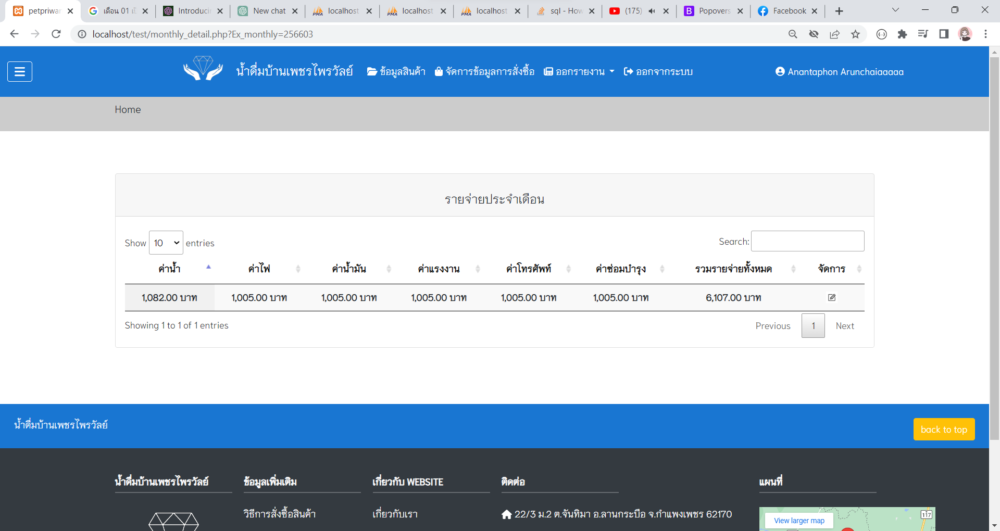 petpriwar
เดือน 01 เ
Introducin
New chat
localhost
localhost
localhost
sql - How
(175)
Popovers
Facebook
localhost/test/monthly_detail.php?Ex_monthly=256603
น้ำดื่มบ้านเพชรไพรวัลย์ ข้อมูลสินค้า จัดการข้อมูลการสั่งซื้อ ออกรายงาน ออกจากระบบ Anantaphon Arunchaiaaaaa
Home
รายจ่ายประจำเดือน
Show 10 entries Search:
ค่าน้ำ ค่าไฟ ค่าน้ำมัน ค่าแรงงาน ค่าโทรศัพท์ ค่าซ่อมบำรุง รวมรายจ่ายทั้งหมด จัดการ
1,082.00 บาท 1,005.00 บาท 1,005.00 บาท 1,005.00 บาท 1,005.00 บาท 1,005.00 บาท 6,107.00 บาท
Showing 1 to 1 of 1 entries Previous 1 Next
น้ำดื่มบ้านเพชรไพรวัลย์
back to top
น้ำดื่มบ้านเพชรไพรวัลย์ ข้อมูลเพิ่มเติม เกี่ยวกับ WEBSITE ติดต่อ แผนที่
วิธีการสั่งซื้อสินค้า เกี่ยวกับเรา 22/3 ม.2 ต.จันทิมา อ.ลานกระบือ จ.กำแพงเพชร 62170
View larger map
117